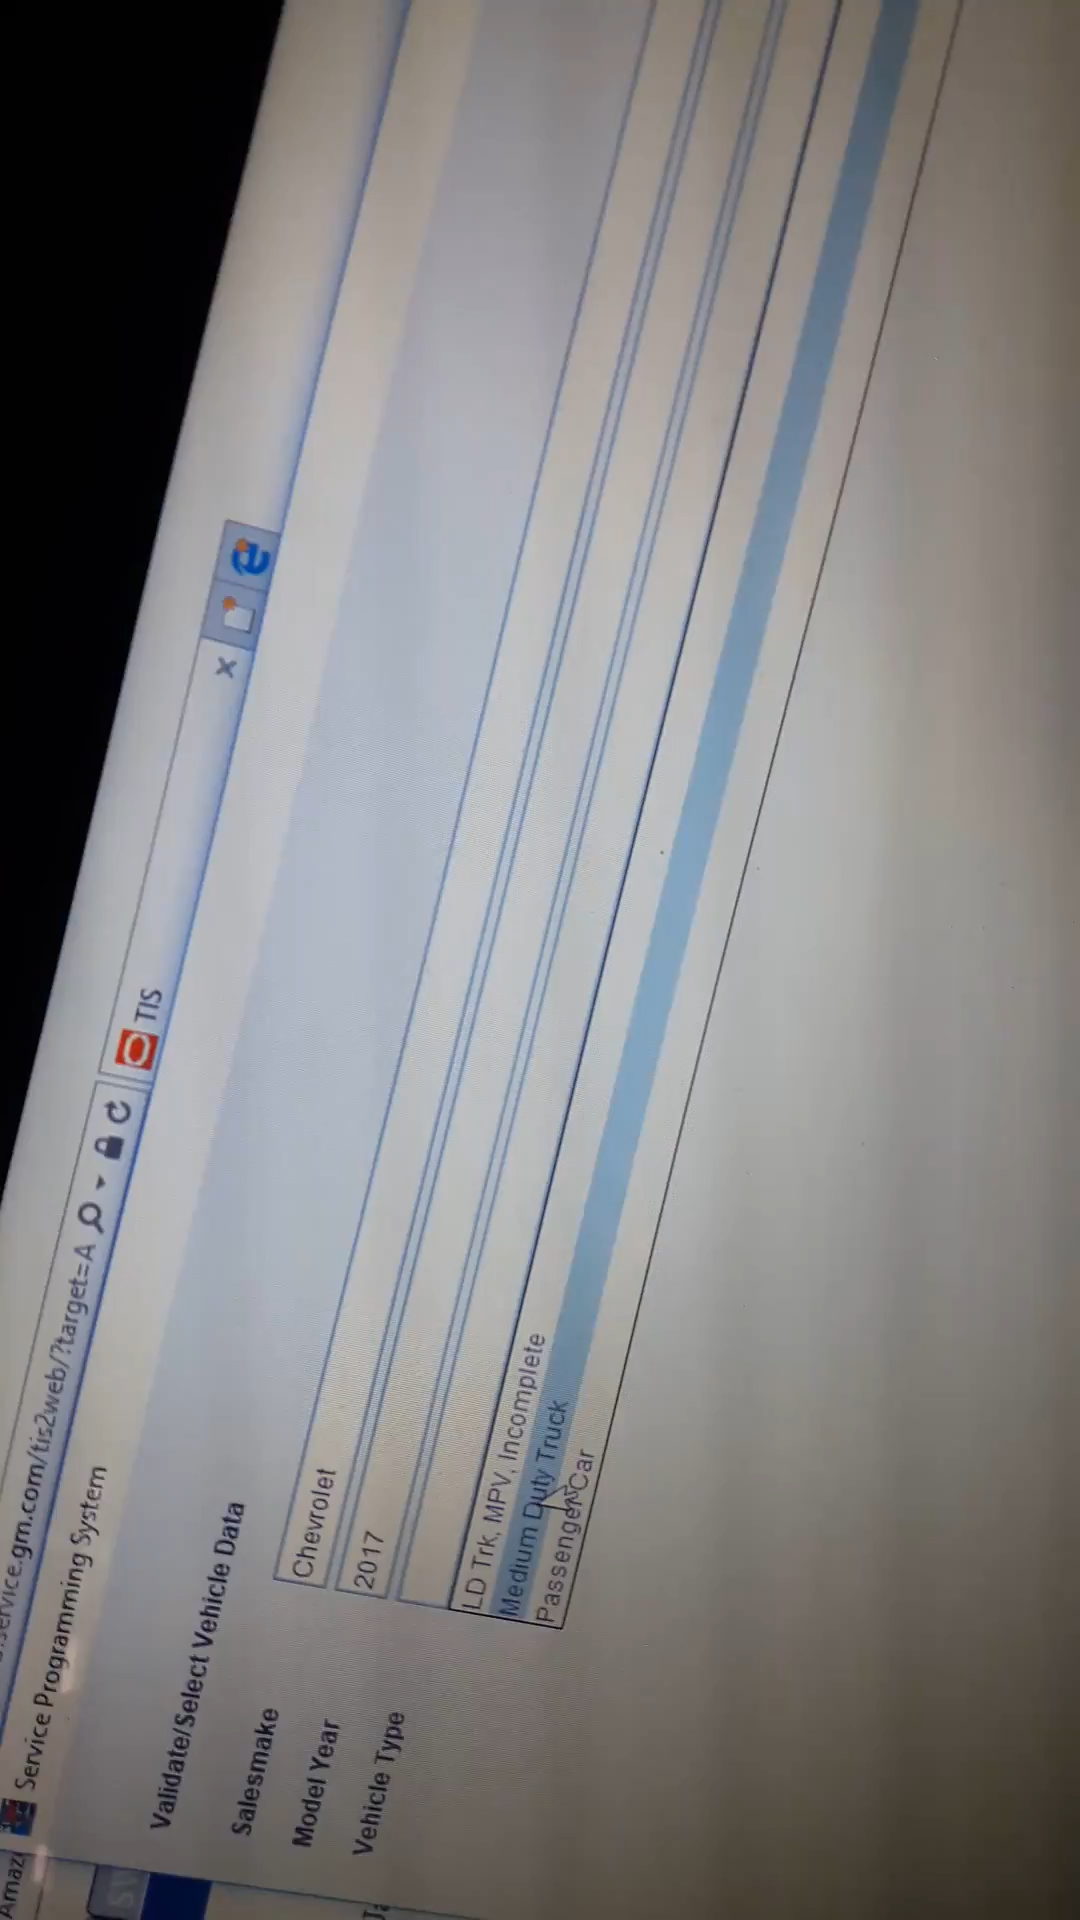 service.gm.com/tis2web/?target=A
TIS
Service Programming System
Validate/Select Vehicle Data
Salesmake
Chevrolet
Model Year
2017
Vehicle Type
LD Trk, MPV, Incomplete
Medium Duty Truck
Passenger Car